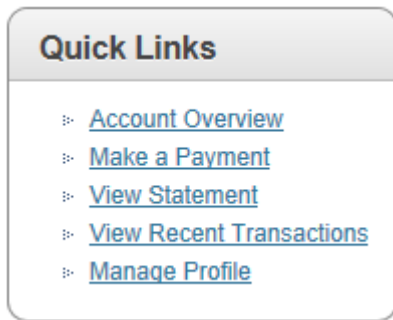 Quick Links
Account Overview
Make a Payment
View Statement
View Recent Transactions
Manage Profile